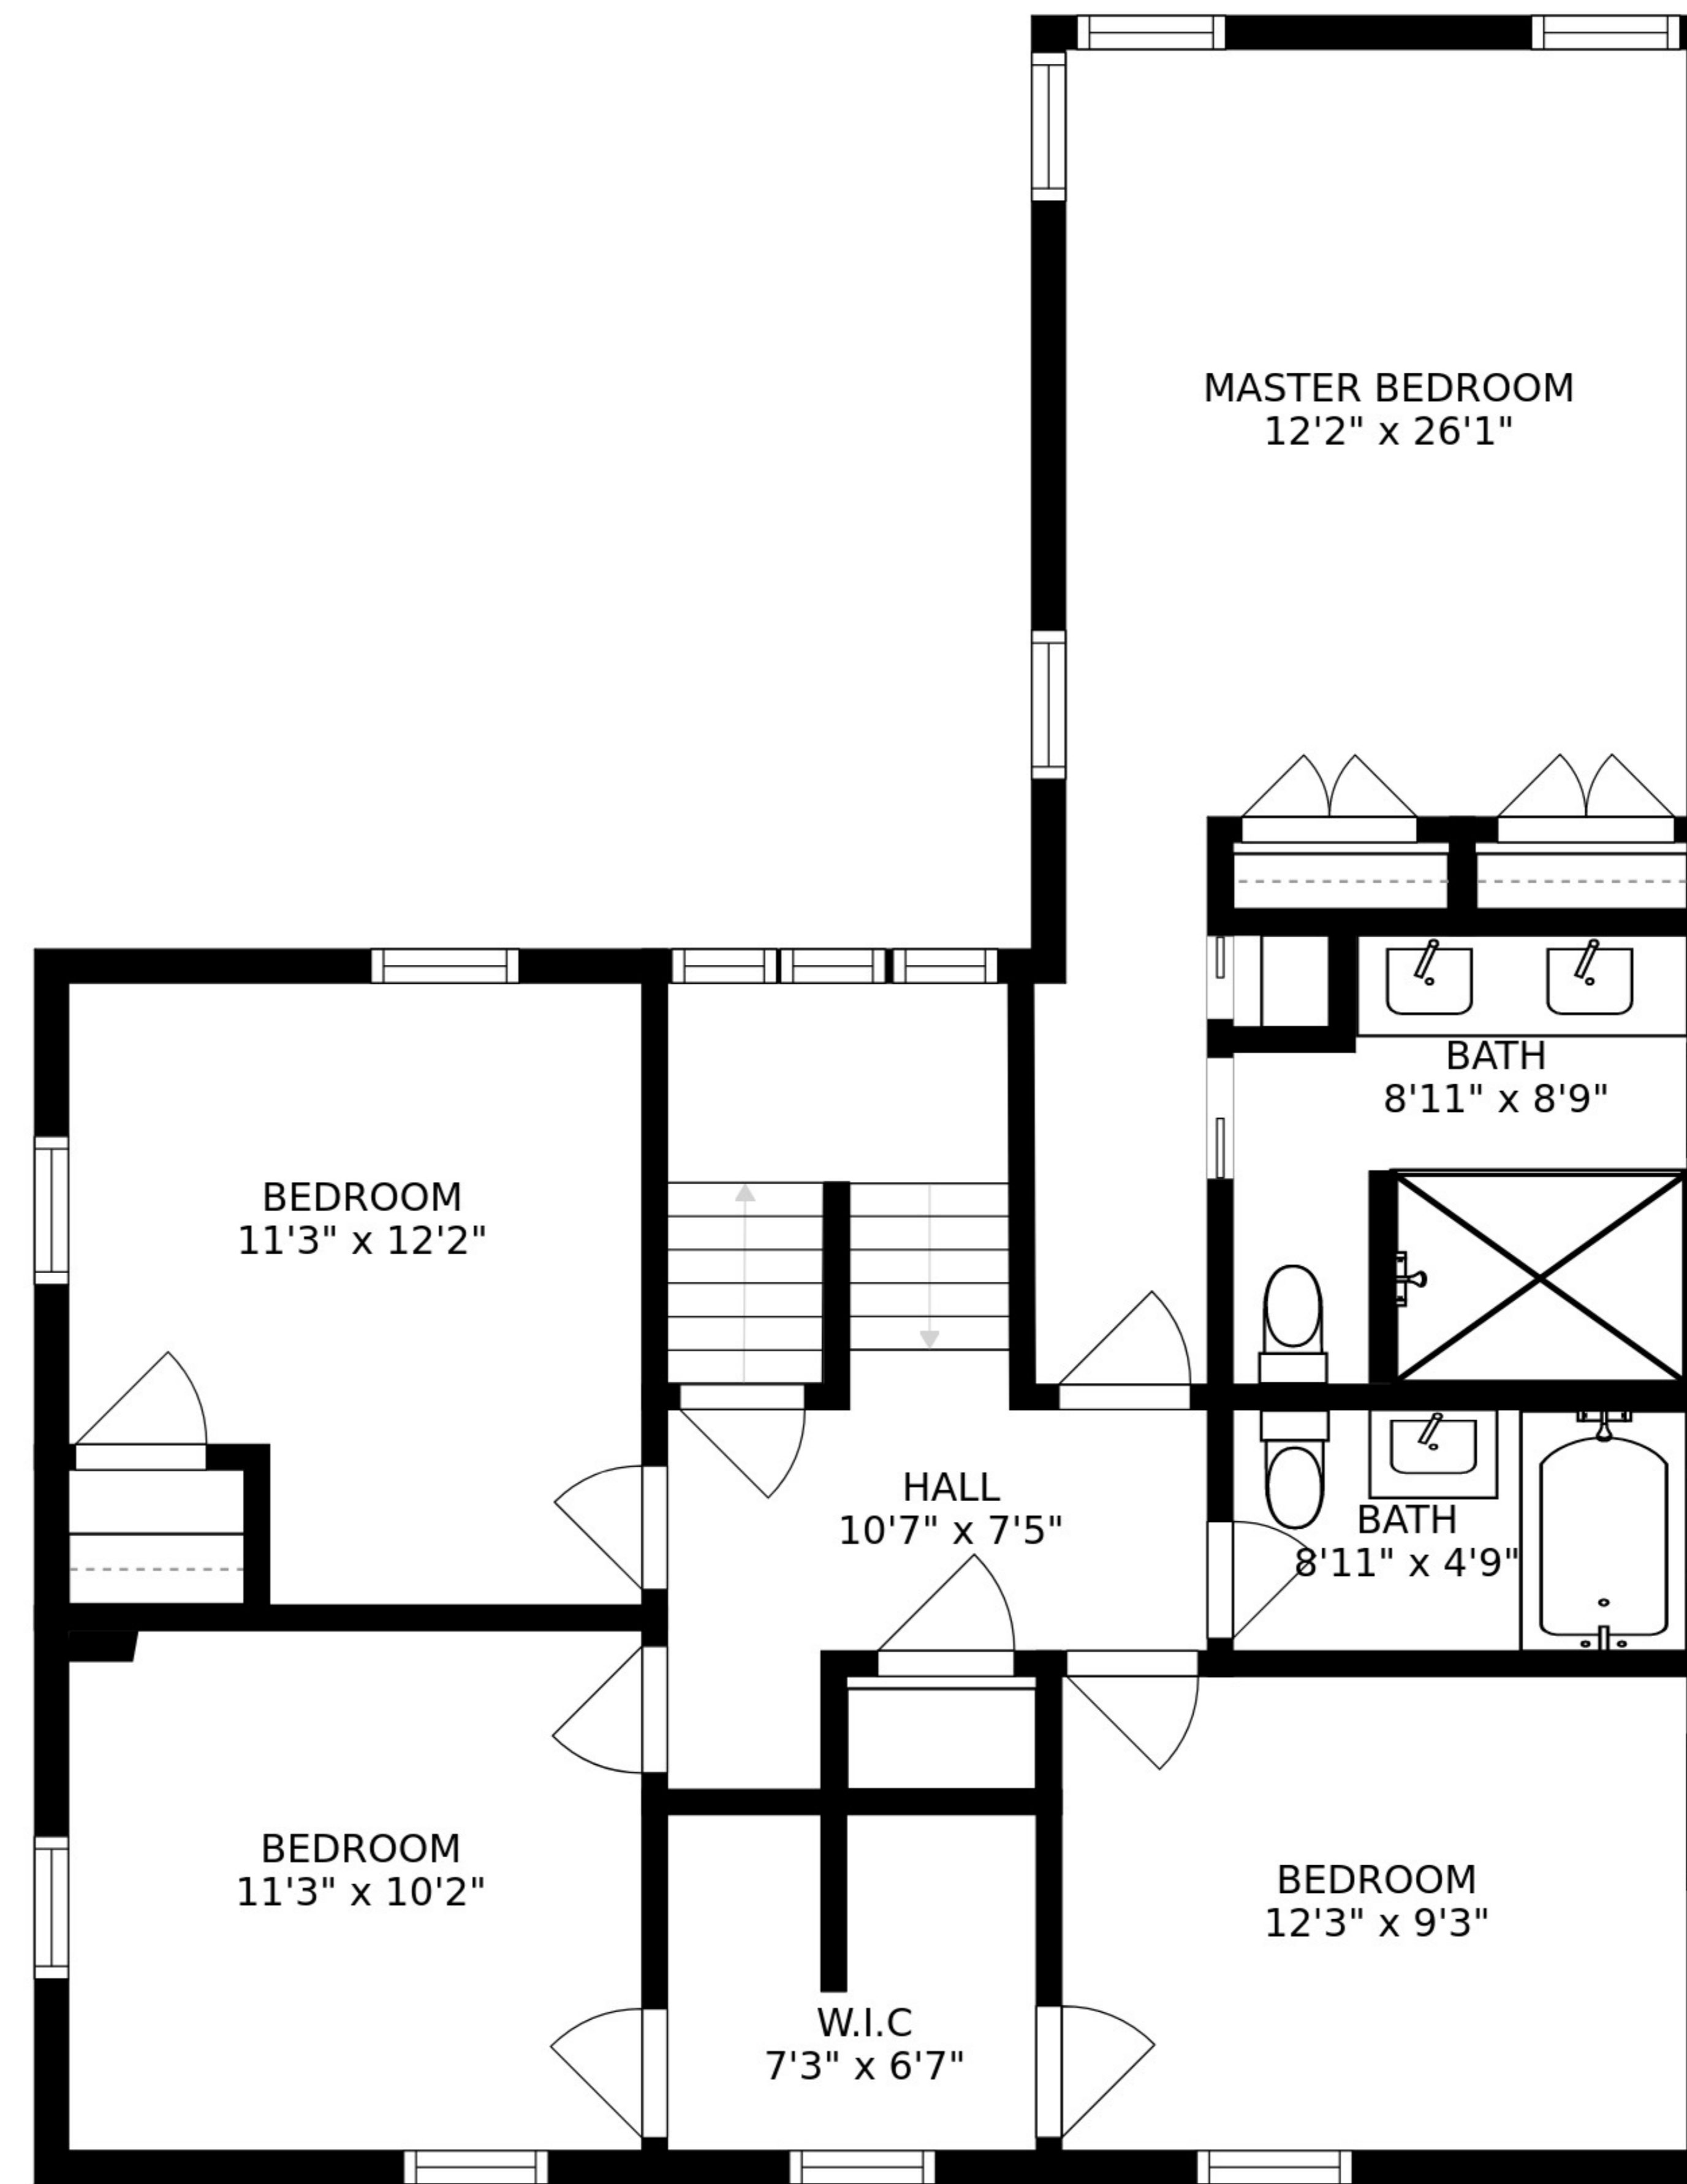 MASTER BEDROOM
12'2" x 26'1"
BATH
8'11" x 8'9"
BEDROOM
11'3" x 12'2"
HALL
10'7" x 7'5"
BATH
8'11" x 4'9"
BEDROOM
11'3" x 10'2"
BEDROOM
12'3" x 9'3"
W.I.C
7'3" x 6'7"